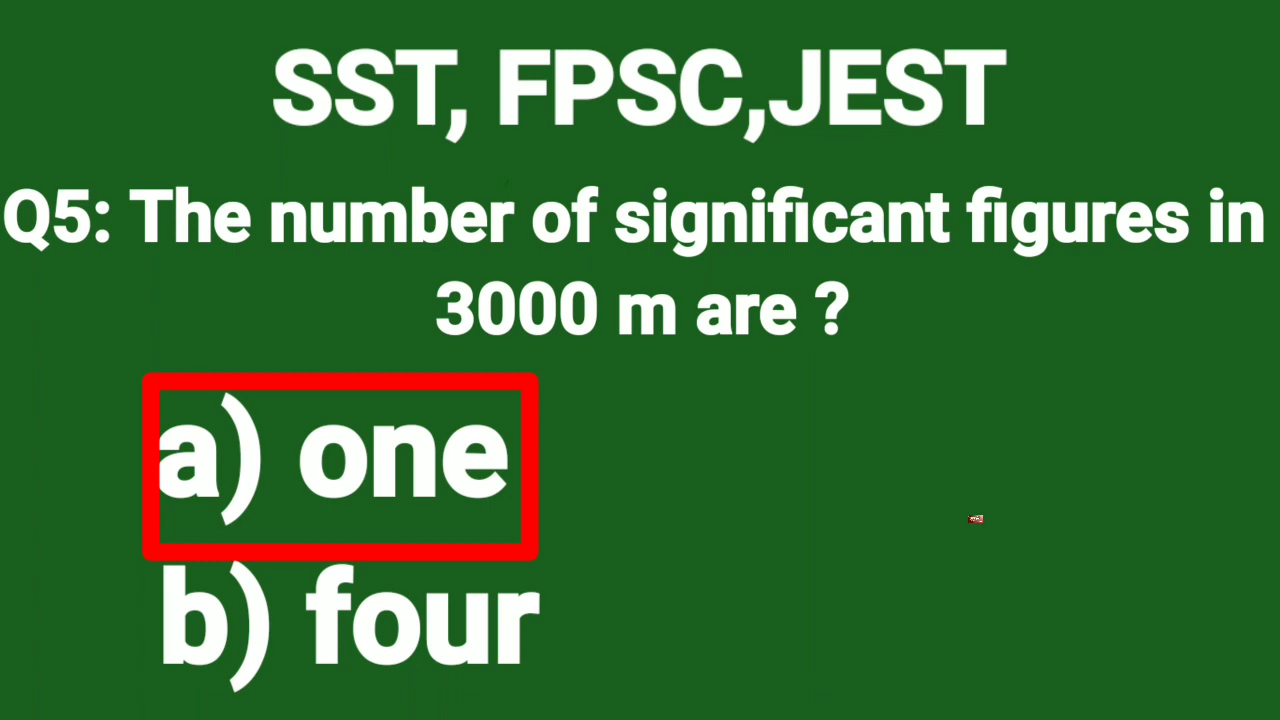 SST, FPSC,JEST
Q5: The number of significant figures in
3000 m are ?
a) one
b) four